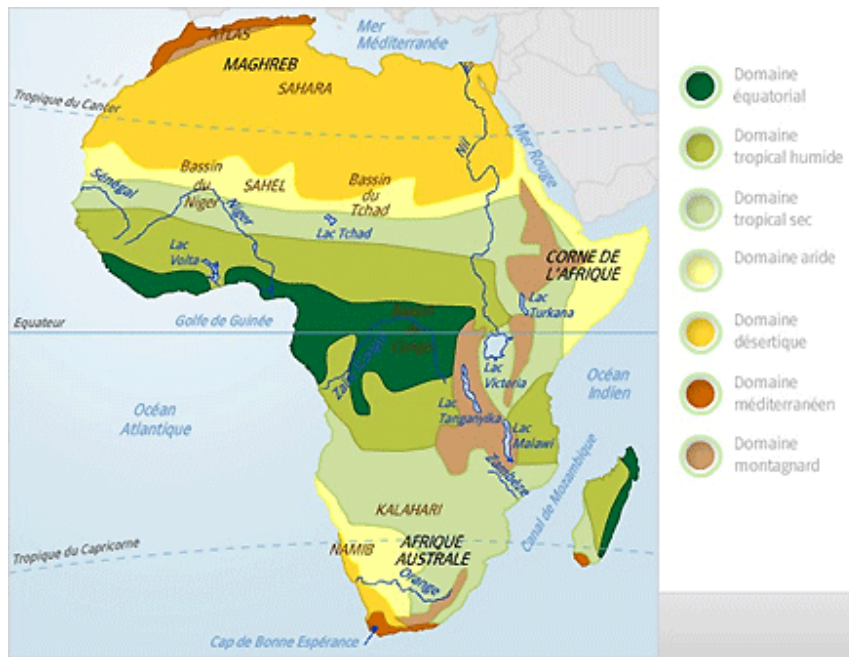 ATLAS
Mer
Méditerranée
MAGHREB
SAHARA
Tropique du Cancer
Nil
Mer Rouge
Sénégal
Bassin
du
Niger
SAHEL
Niger
Bassin
du
Tchad
Lac Tchad
Lac
Volta
CORNE DE
L'AFRIQUE
Lac
Turkana
Equateur
Golfe de Guinée
Bassin
du
Congo
Lac
Victoria
Océan
Indien
Océan
Atlantique
Lac
Tanganyika
Lac
Malawi
Zambèze
Canal de Mozambique
KALAHARI
Tropique du Capricorne
NAMIB
AFRIQUE
AUSTRALE
Orange
Cap de Bonne Espérance
Domaine
équatorial
Domaine
tropical humide
Domaine
tropical sec
Domaine aride
Domaine
désertique
Domaine
méditerranéen
Domaine
montagnard